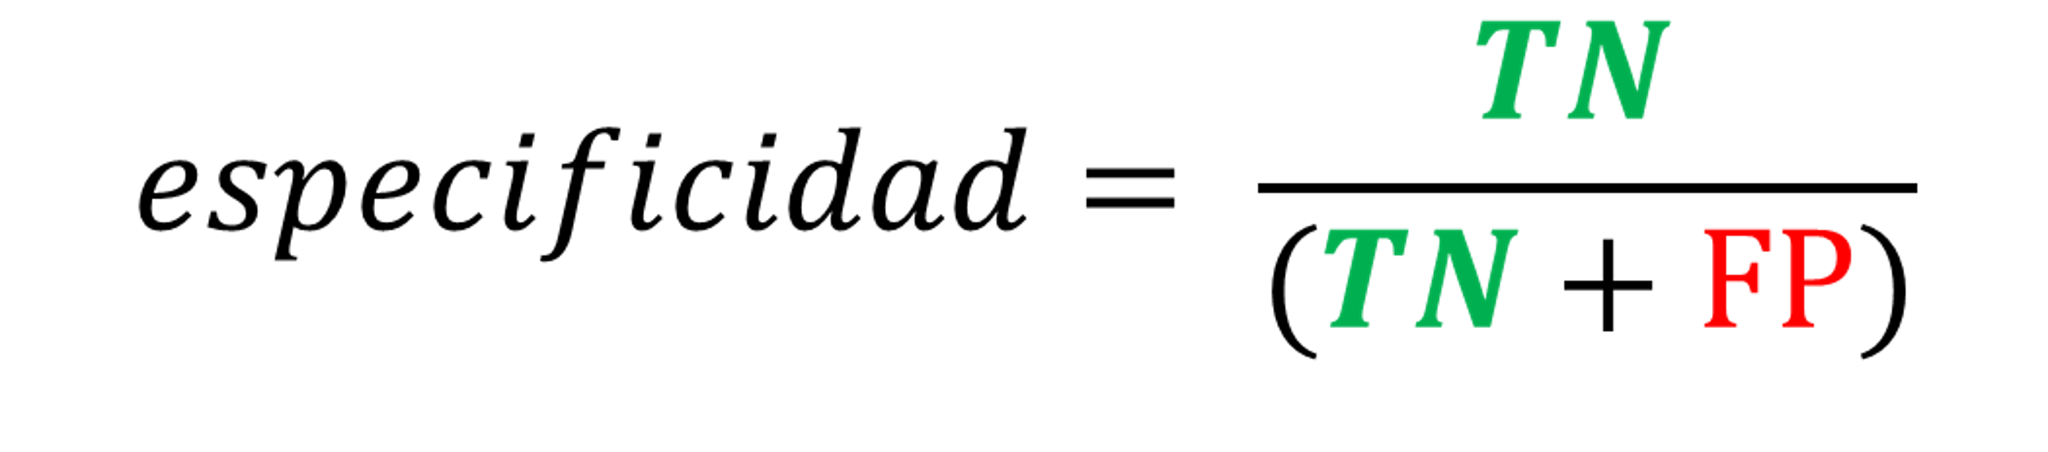 especificidad = TN / (TN + FP)